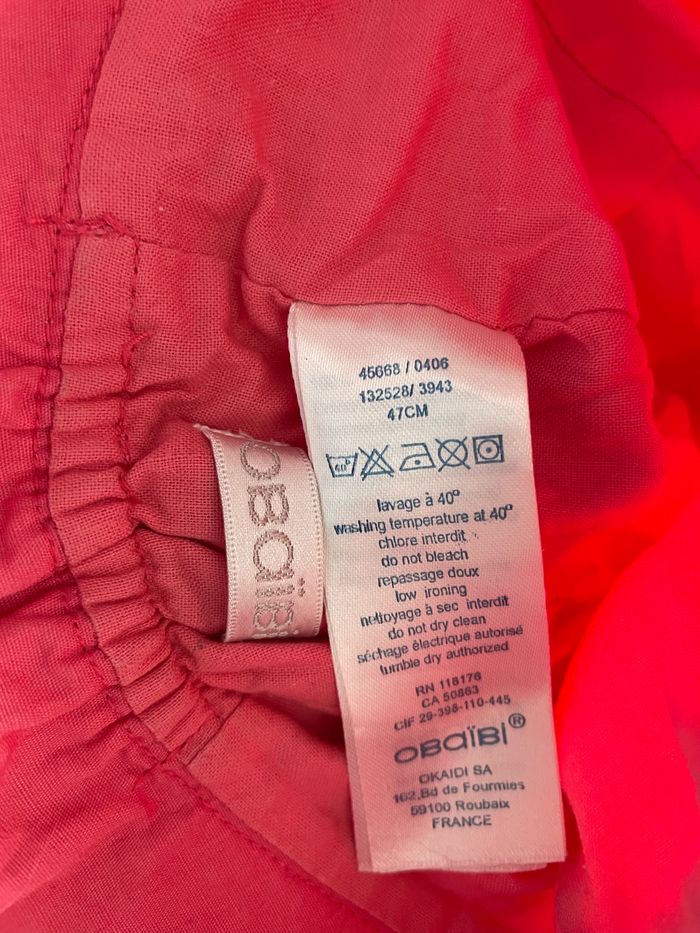 45668 / 0406
132528/ 3943
47CM
40°
lavage à 40°
washing temperature at 40°
chlore interdit
do not bleach
repassage doux
low ironing
nettoyage à sec interdit
do not dry clean
séchage électrique autorisé
tumble dry authorized
RN 118176
CA 50863
CIF 29-398-110-445
OBaïBI®
OKAIDI SA
162.Bd de Fourmies
59100 Roubaix
FRANCE
OBaïBI